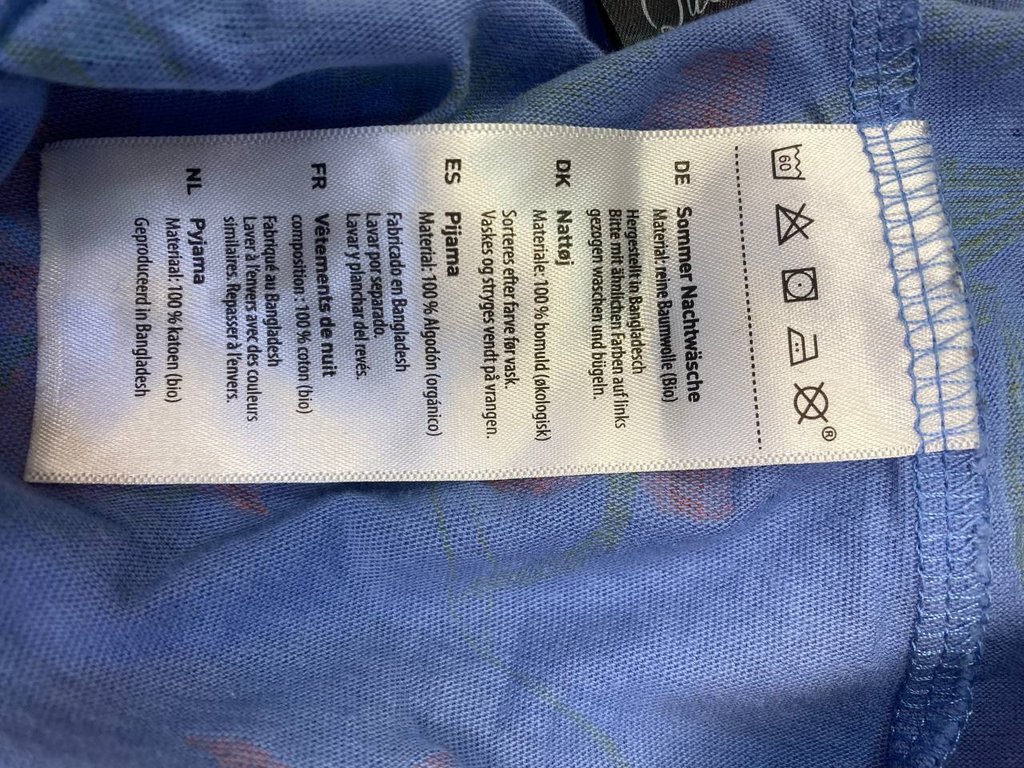 60
®
DE Sommer Nachtwäsche
Material: reine Baumwolle (Bio)
Hergestellt in Bangladesch
Bitte mit ähnlichen Farben auf links
gezogen waschen und bügeln.
DK Nattøj
Materiale: 100 % bomuld (økologisk)
Sorteres efter farve før vask.
Vaskes og stryges vendt på vrangen.
ES Pijama
Material: 100 % Algodón (orgánico)
Fabricado en Bangladesh
Lavar por separado.
Lavar y planchar del revés.
FR Vêtements de nuit
composition : 100 % coton (bio)
Fabriqué au Bangladesh
Laver à l'envers avec des couleurs
similaires. Repasser à l'envers.
NL Pyjama
Materiaal: 100 % katoen (bio)
Geproduceerd in Bangladesh